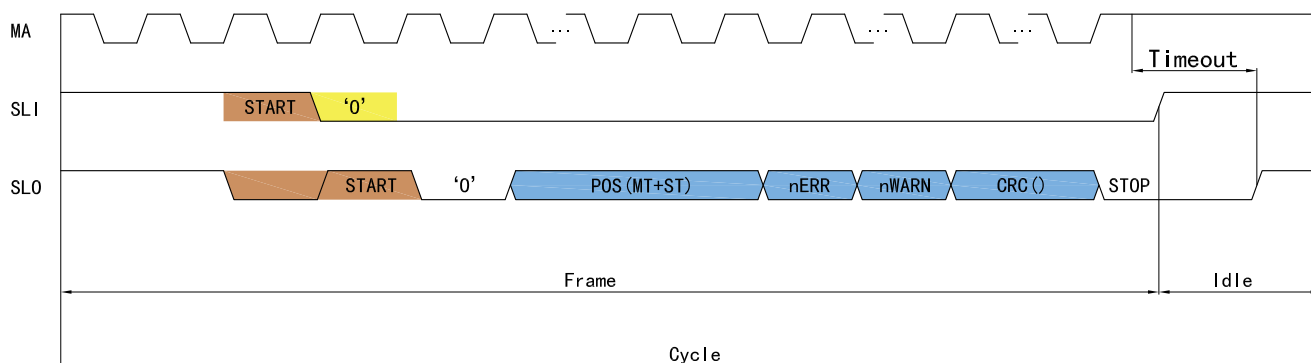 MA
... ... ...
Timeout
SLI START ‘0’
SLO START ‘0’ POS(MT+ST) nERR nWARN CRC() STOP
Frame Idle
Cycle